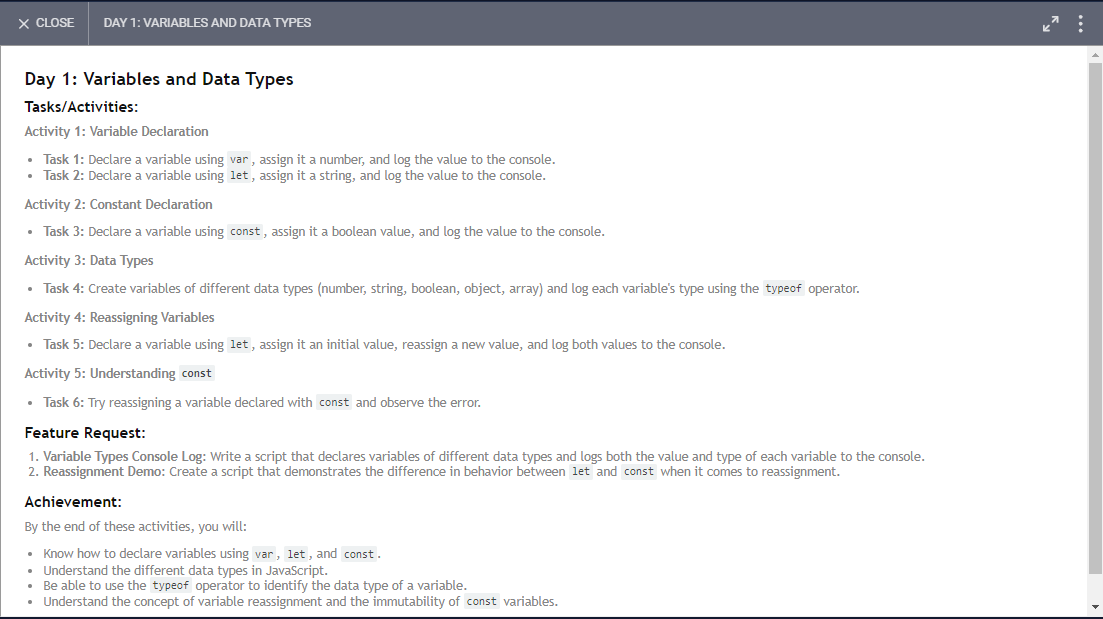 CLOSE DAY 1: VARIABLES AND DATA TYPES
Day 1: Variables and Data Types
Tasks/Activities:
Activity 1: Variable Declaration
• Task 1: Declare a variable using var, assign it a number, and log the value to the console.
• Task 2: Declare a variable using let, assign it a string, and log the value to the console.
Activity 2: Constant Declaration
• Task 3: Declare a variable using const, assign it a boolean value, and log the value to the console.
Activity 3: Data Types
• Task 4: Create variables of different data types (number, string, boolean, object, array) and log each variable's type using the typeof operator.
Activity 4: Reassigning Variables
• Task 5: Declare a variable using let, assign it an initial value, reassign a new value, and log both values to the console.
Activity 5: Understanding const
• Task 6: Try reassigning a variable declared with const and observe the error.
Feature Request:
1. Variable Types Console Log: Write a script that declares variables of different data types and logs both the value and type of each variable to the console.
2. Reassignment Demo: Create a script that demonstrates the difference in behavior between let and const when it comes to reassignment.
Achievement:
By the end of these activities, you will:
• Know how to declare variables using var, let, and const.
• Understand the different data types in JavaScript.
• Be able to use the typeof operator to identify the data type of a variable.
• Understand the concept of variable reassignment and the immutability of const variables.